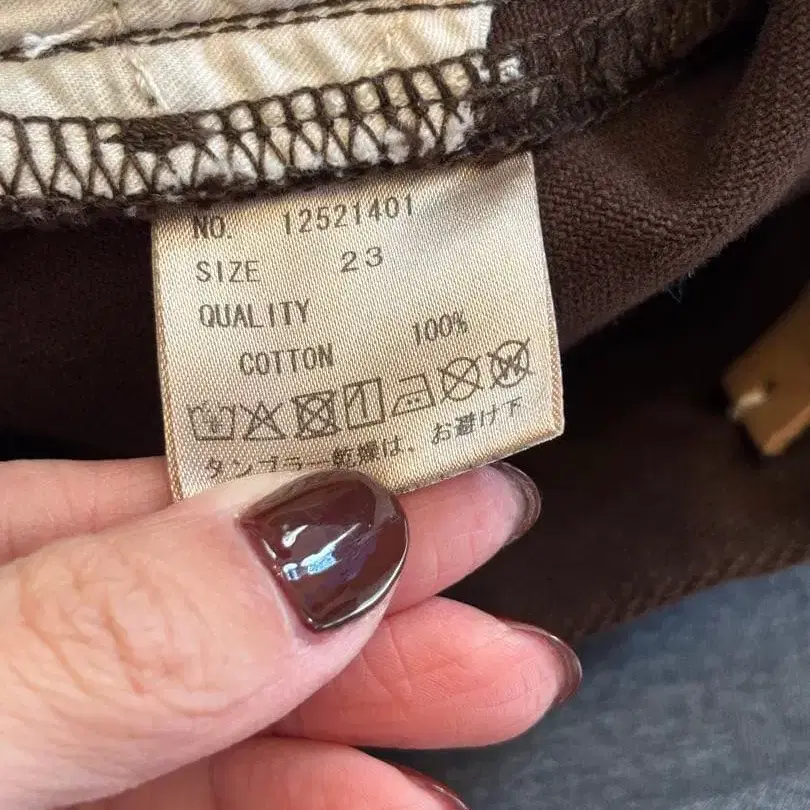 NO. 12521401
SIZE 23
QUALITY
COTTON 100%
タンブラー乾燥は、お避け下